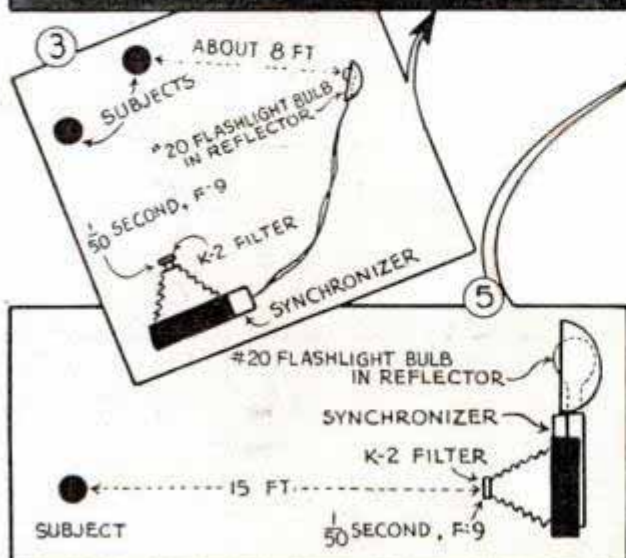 3
ABOUT 8 FT
SUBJECTS
#20 FLASHLIGHT BULB
IN REFLECTOR
1/50 SECOND, F:9
K-2 FILTER
SYNCHRONIZER
5
#20 FLASHLIGHT BULB
IN REFLECTOR
SYNCHRONIZER
K-2 FILTER
15 FT.
SUBJECT
1/50 SECOND, F:9